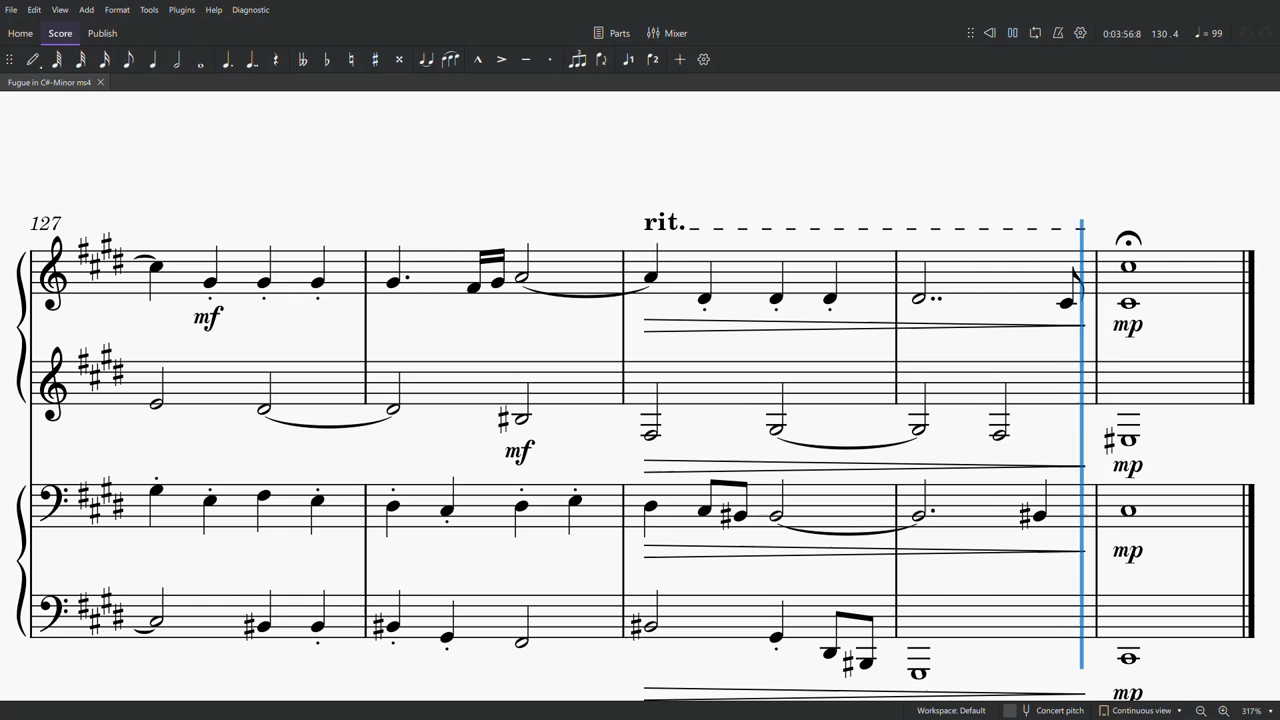 File Edit View Add Format Tools Plugins Help Diagnostic
Home Score Publish Parts Mixer 0:03:56:8 130 . 4 = 99
1 2
Fugue in C#-Minor ms4
127
rit.
mf
mp
mf
mp
mp
mp
Workspace: Default Concert pitch Continuous view 317%